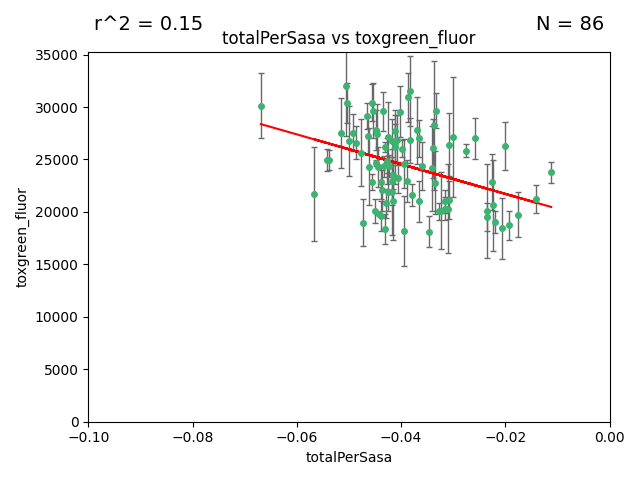 r^2 = 0.15
N = 86
totalPerSasa vs toxgreen_fluor
35000
30000
25000
20000
15000
10000
5000
0
toxgreen_fluor
−0.10
−0.08
−0.06
−0.04
−0.02
0.00
totalPerSasa